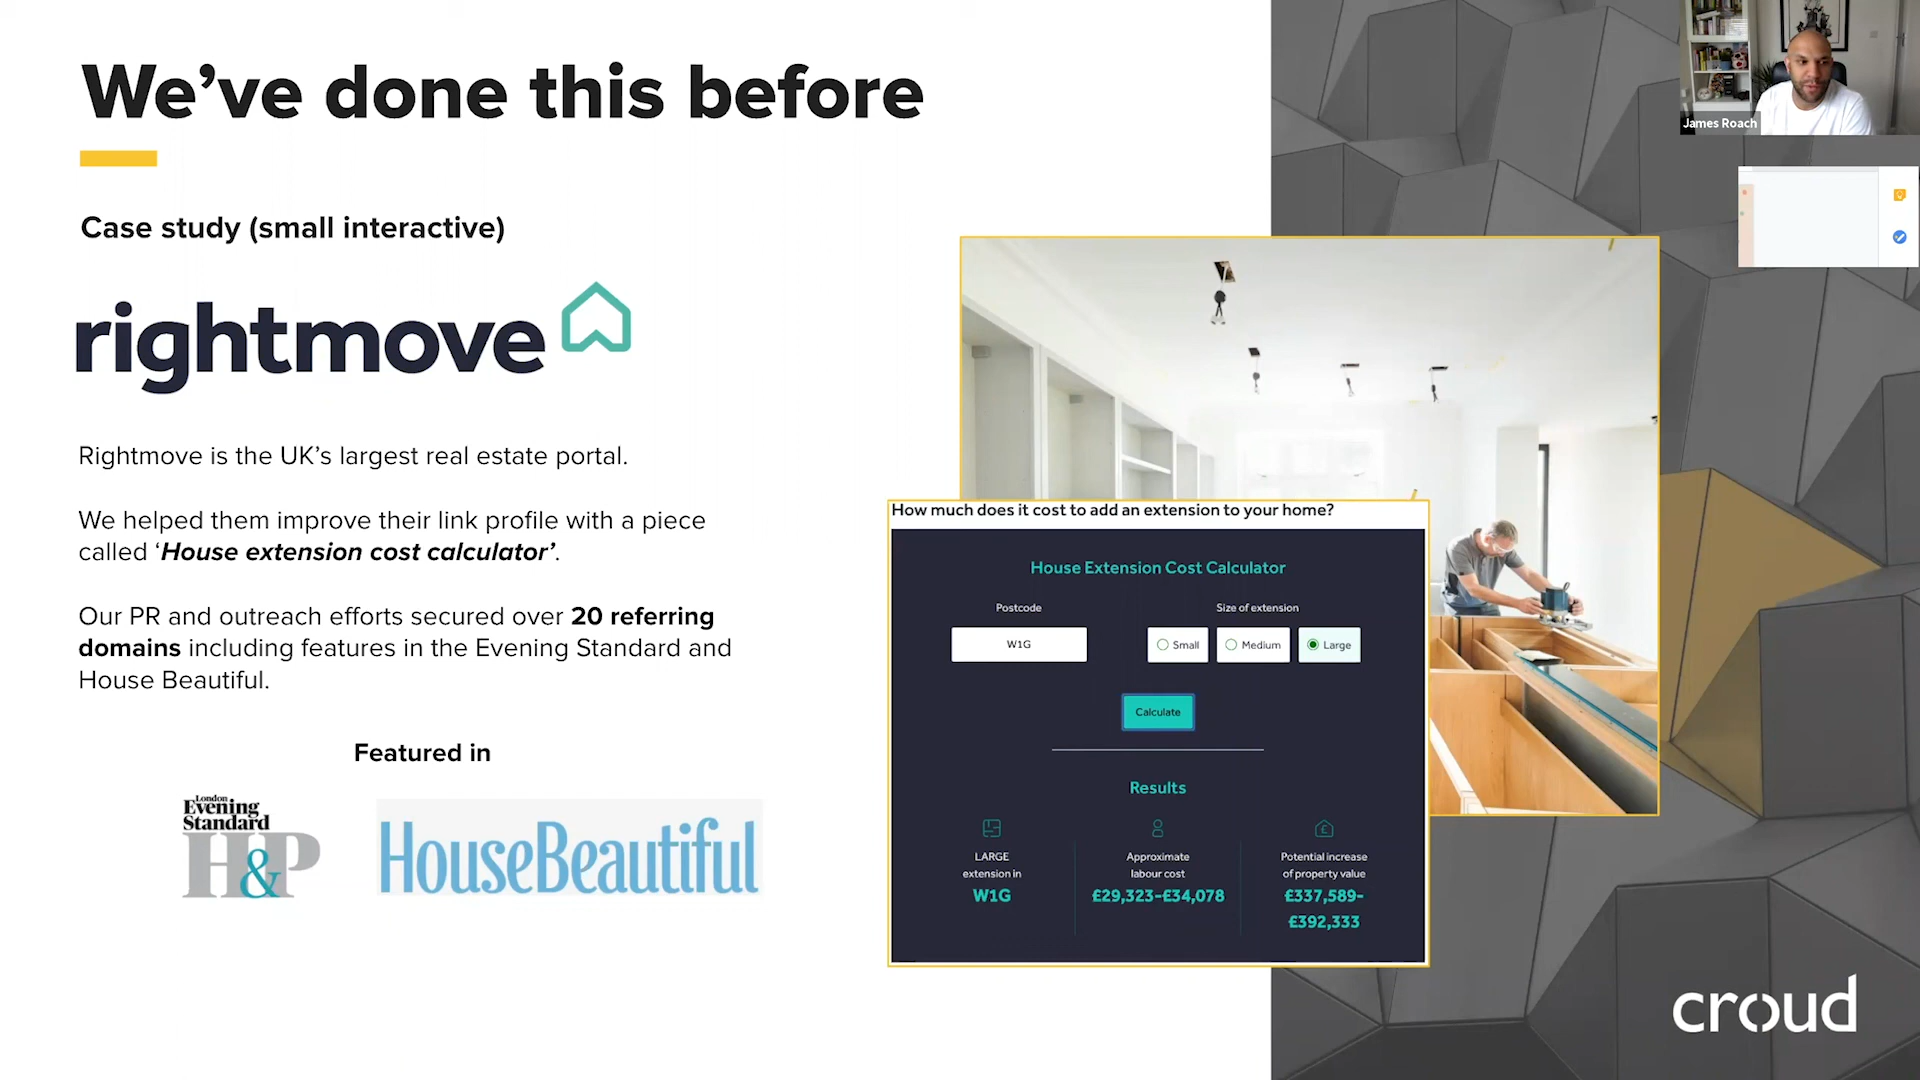 We've done this before
Case study (small interactive)
rightmove
Rightmove is the UK's largest real estate portal.
We helped them improve their link profile with a piece
called ‘House extension cost calculator’.
Our PR and outreach efforts secured over 20 referring
domains including features in the Evening Standard and
House Beautiful.
Featured in
London
Evening
Standard
H&P
HouseBeautiful
How much does it cost to add an extension to your home?
House Extension Cost Calculator
Postcode
Size of extension
W1G
Small
Medium
Large
Calculate
Results
LARGE
extension in
W1G
Approximate
labour cost
£29,323-£34,078
Potential increase
of property value
£337,589-
£392,333
James Roach
croud